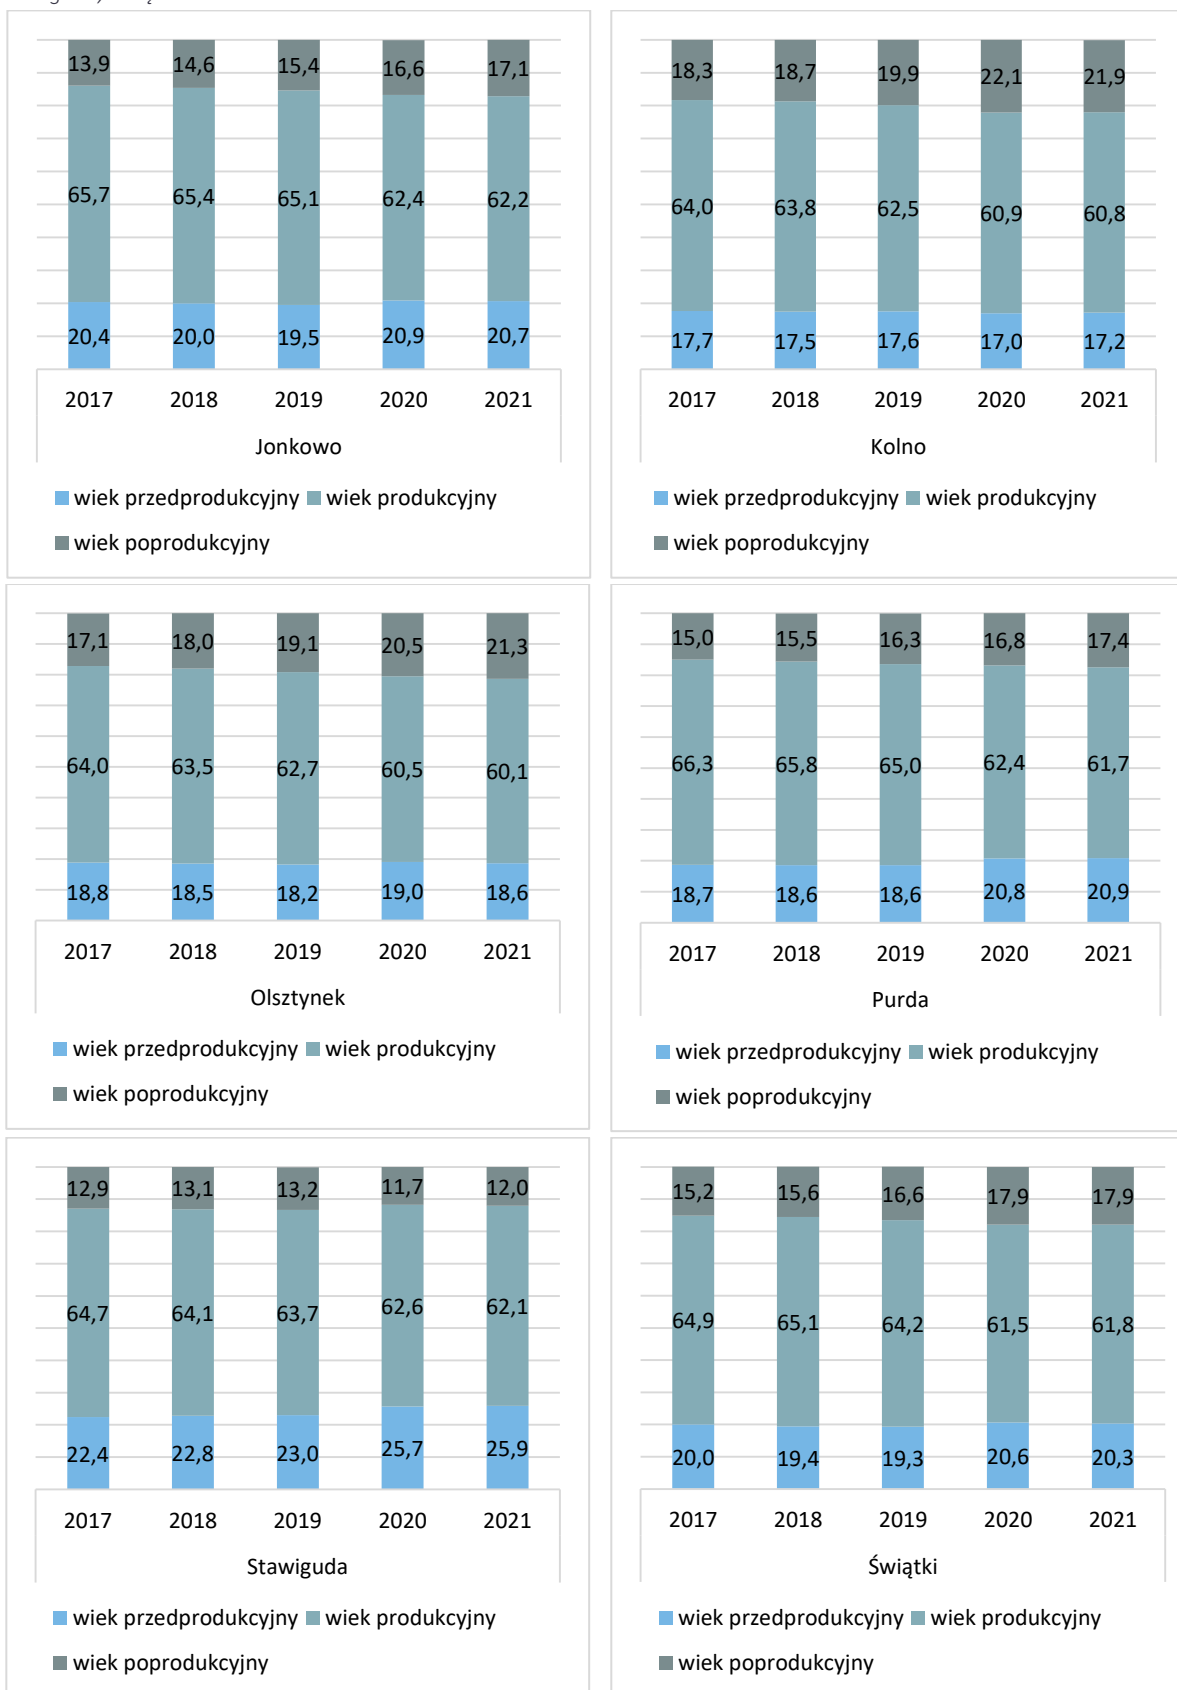 13,9 14,6 15,4 16,6 17,1
65,7 65,4 65,1 62,4 62,2
20,4 20,0 19,5 20,9 20,7
2017 2018 2019 2020 2021
Jonkowo
wiek przedprodukcyjny wiek produkcyjny
wiek poprodukcyjny
18,3 18,7 19,9 22,1 21,9
64,0 63,8 62,5 60,9 60,8
17,7 17,5 17,6 17,0 17,2
2017 2018 2019 2020 2021
Kolno
wiek przedprodukcyjny wiek produkcyjny
wiek poprodukcyjny
17,1 18,0 19,1 20,5 21,3
64,0 63,5 62,7 60,5 60,1
18,8 18,5 18,2 19,0 18,6
2017 2018 2019 2020 2021
Olsztynek
wiek przedprodukcyjny wiek produkcyjny
wiek poprodukcyjny
15,0 15,5 16,3 16,8 17,4
66,3 65,8 65,0 62,4 61,7
18,7 18,6 18,6 20,8 20,9
2017 2018 2019 2020 2021
Purda
wiek przedprodukcyjny wiek produkcyjny
wiek poprodukcyjny
12,9 13,1 13,2 11,7 12,0
64,7 64,1 63,7 62,6 62,1
22,4 22,8 23,0 25,7 25,9
2017 2018 2019 2020 2021
Stawiguda
wiek przedprodukcyjny wiek produkcyjny
wiek poprodukcyjny
15,2 15,6 16,6 17,9 17,9
64,9 65,1 64,2 61,5 61,8
20,0 19,4 19,3 20,6 20,3
2017 2018 2019 2020 2021
Świątki
wiek przedprodukcyjny wiek produkcyjny
wiek poprodukcyjny